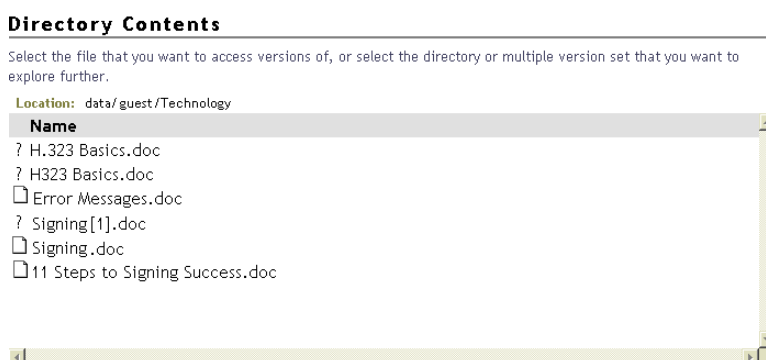 Directory Contents
Select the file that you want to access versions of, or select the directory or multiple version set that you want to
explore further.
Location: data/guest/Technology
Name
? H.323 Basics.doc
? H323 Basics.doc
Error Messages.doc
? Signing[1].doc
Signing.doc
11 Steps to Signing Success.doc